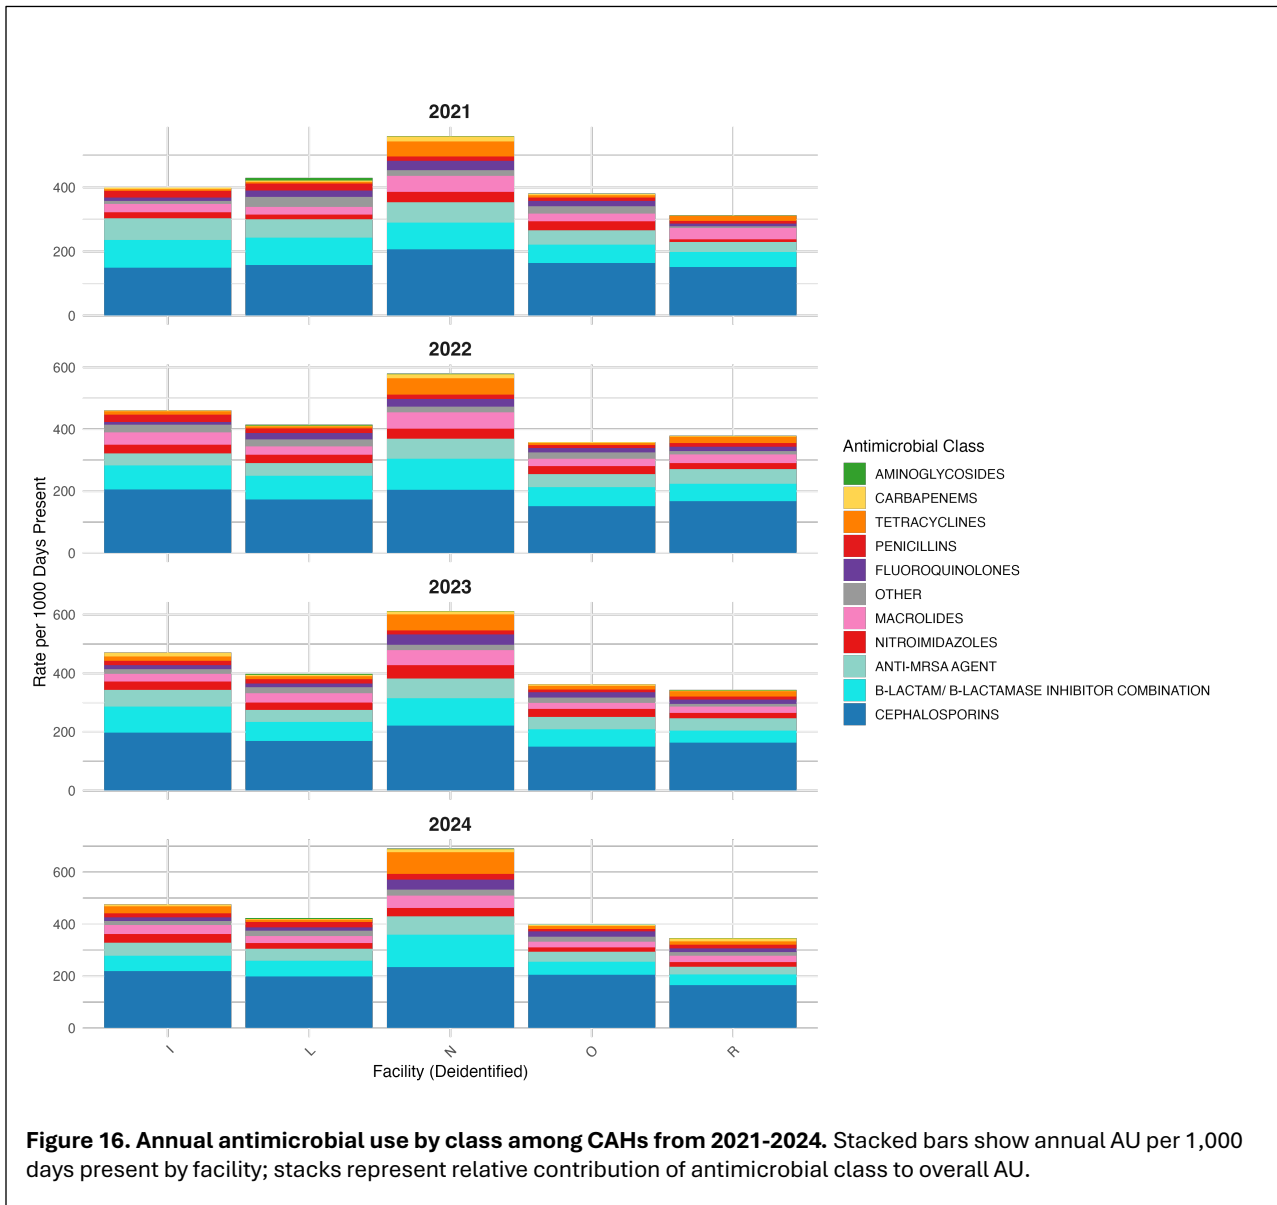 2021
400
200
0
2022
600
400
200
0
2023
600
400
200
0
2024
600
400
200
0
Rate per 1000 Days Present
I
L
N
O
R
Facility (Deidentified)
Antimicrobial Class
AMINOGLYCOSIDES
CARBAPENEMS
TETRACYCLINES
PENICILLINS
FLUOROQUINOLONES
OTHER
MACROLIDES
NITROIMIDAZOLES
ANTI-MRSA AGENT
B-LACTAM/ B-LACTAMASE INHIBITOR COMBINATION
CEPHALOSPORINS
Figure 16. Annual antimicrobial use by class among CAHs from 2021-2024. Stacked bars show annual AU per 1,000
days present by facility; stacks represent relative contribution of antimicrobial class to overall AU.